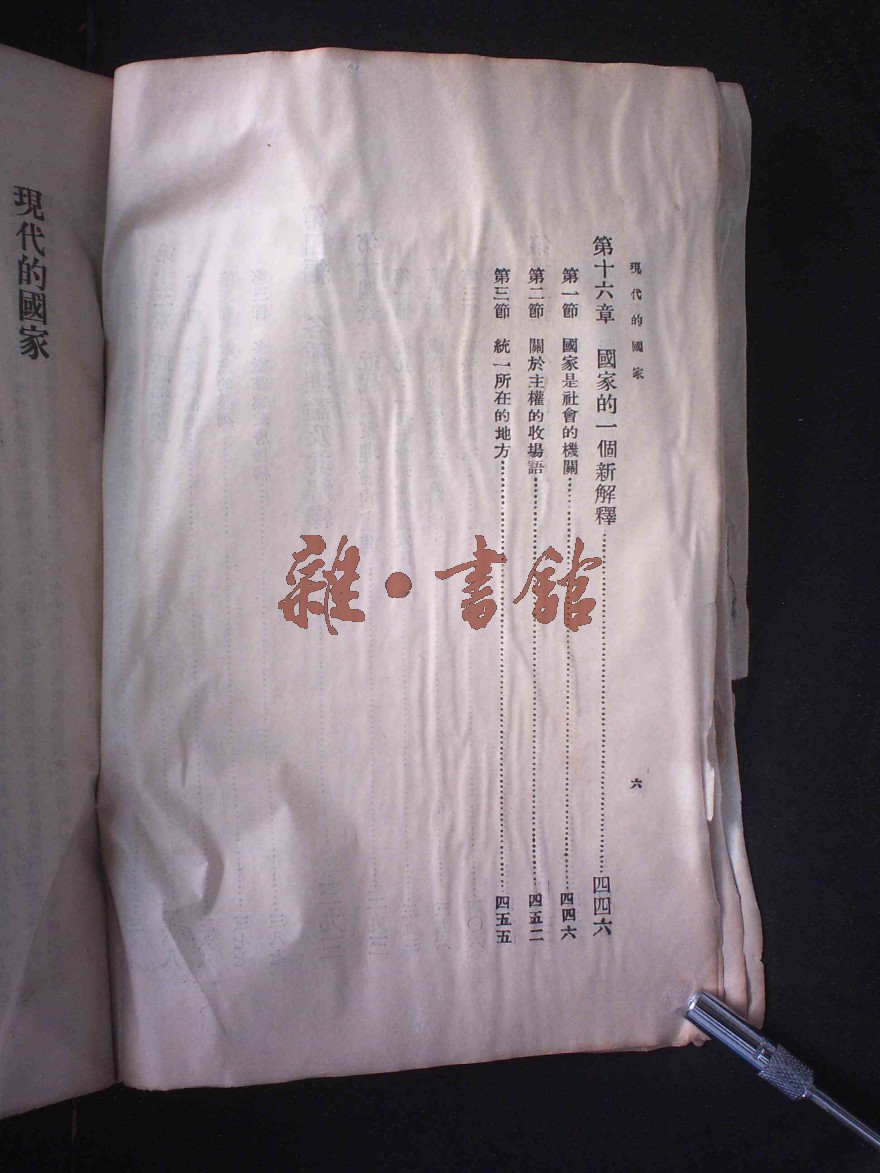 現代的國家
第十六章 國家的一個新解釋……四四六
第一節 國家是社會的機關……四四六
第二節 關於主權的收場語……四五二
第三節 統一所在的地方……四五五
六
現代的國家
雜·書館